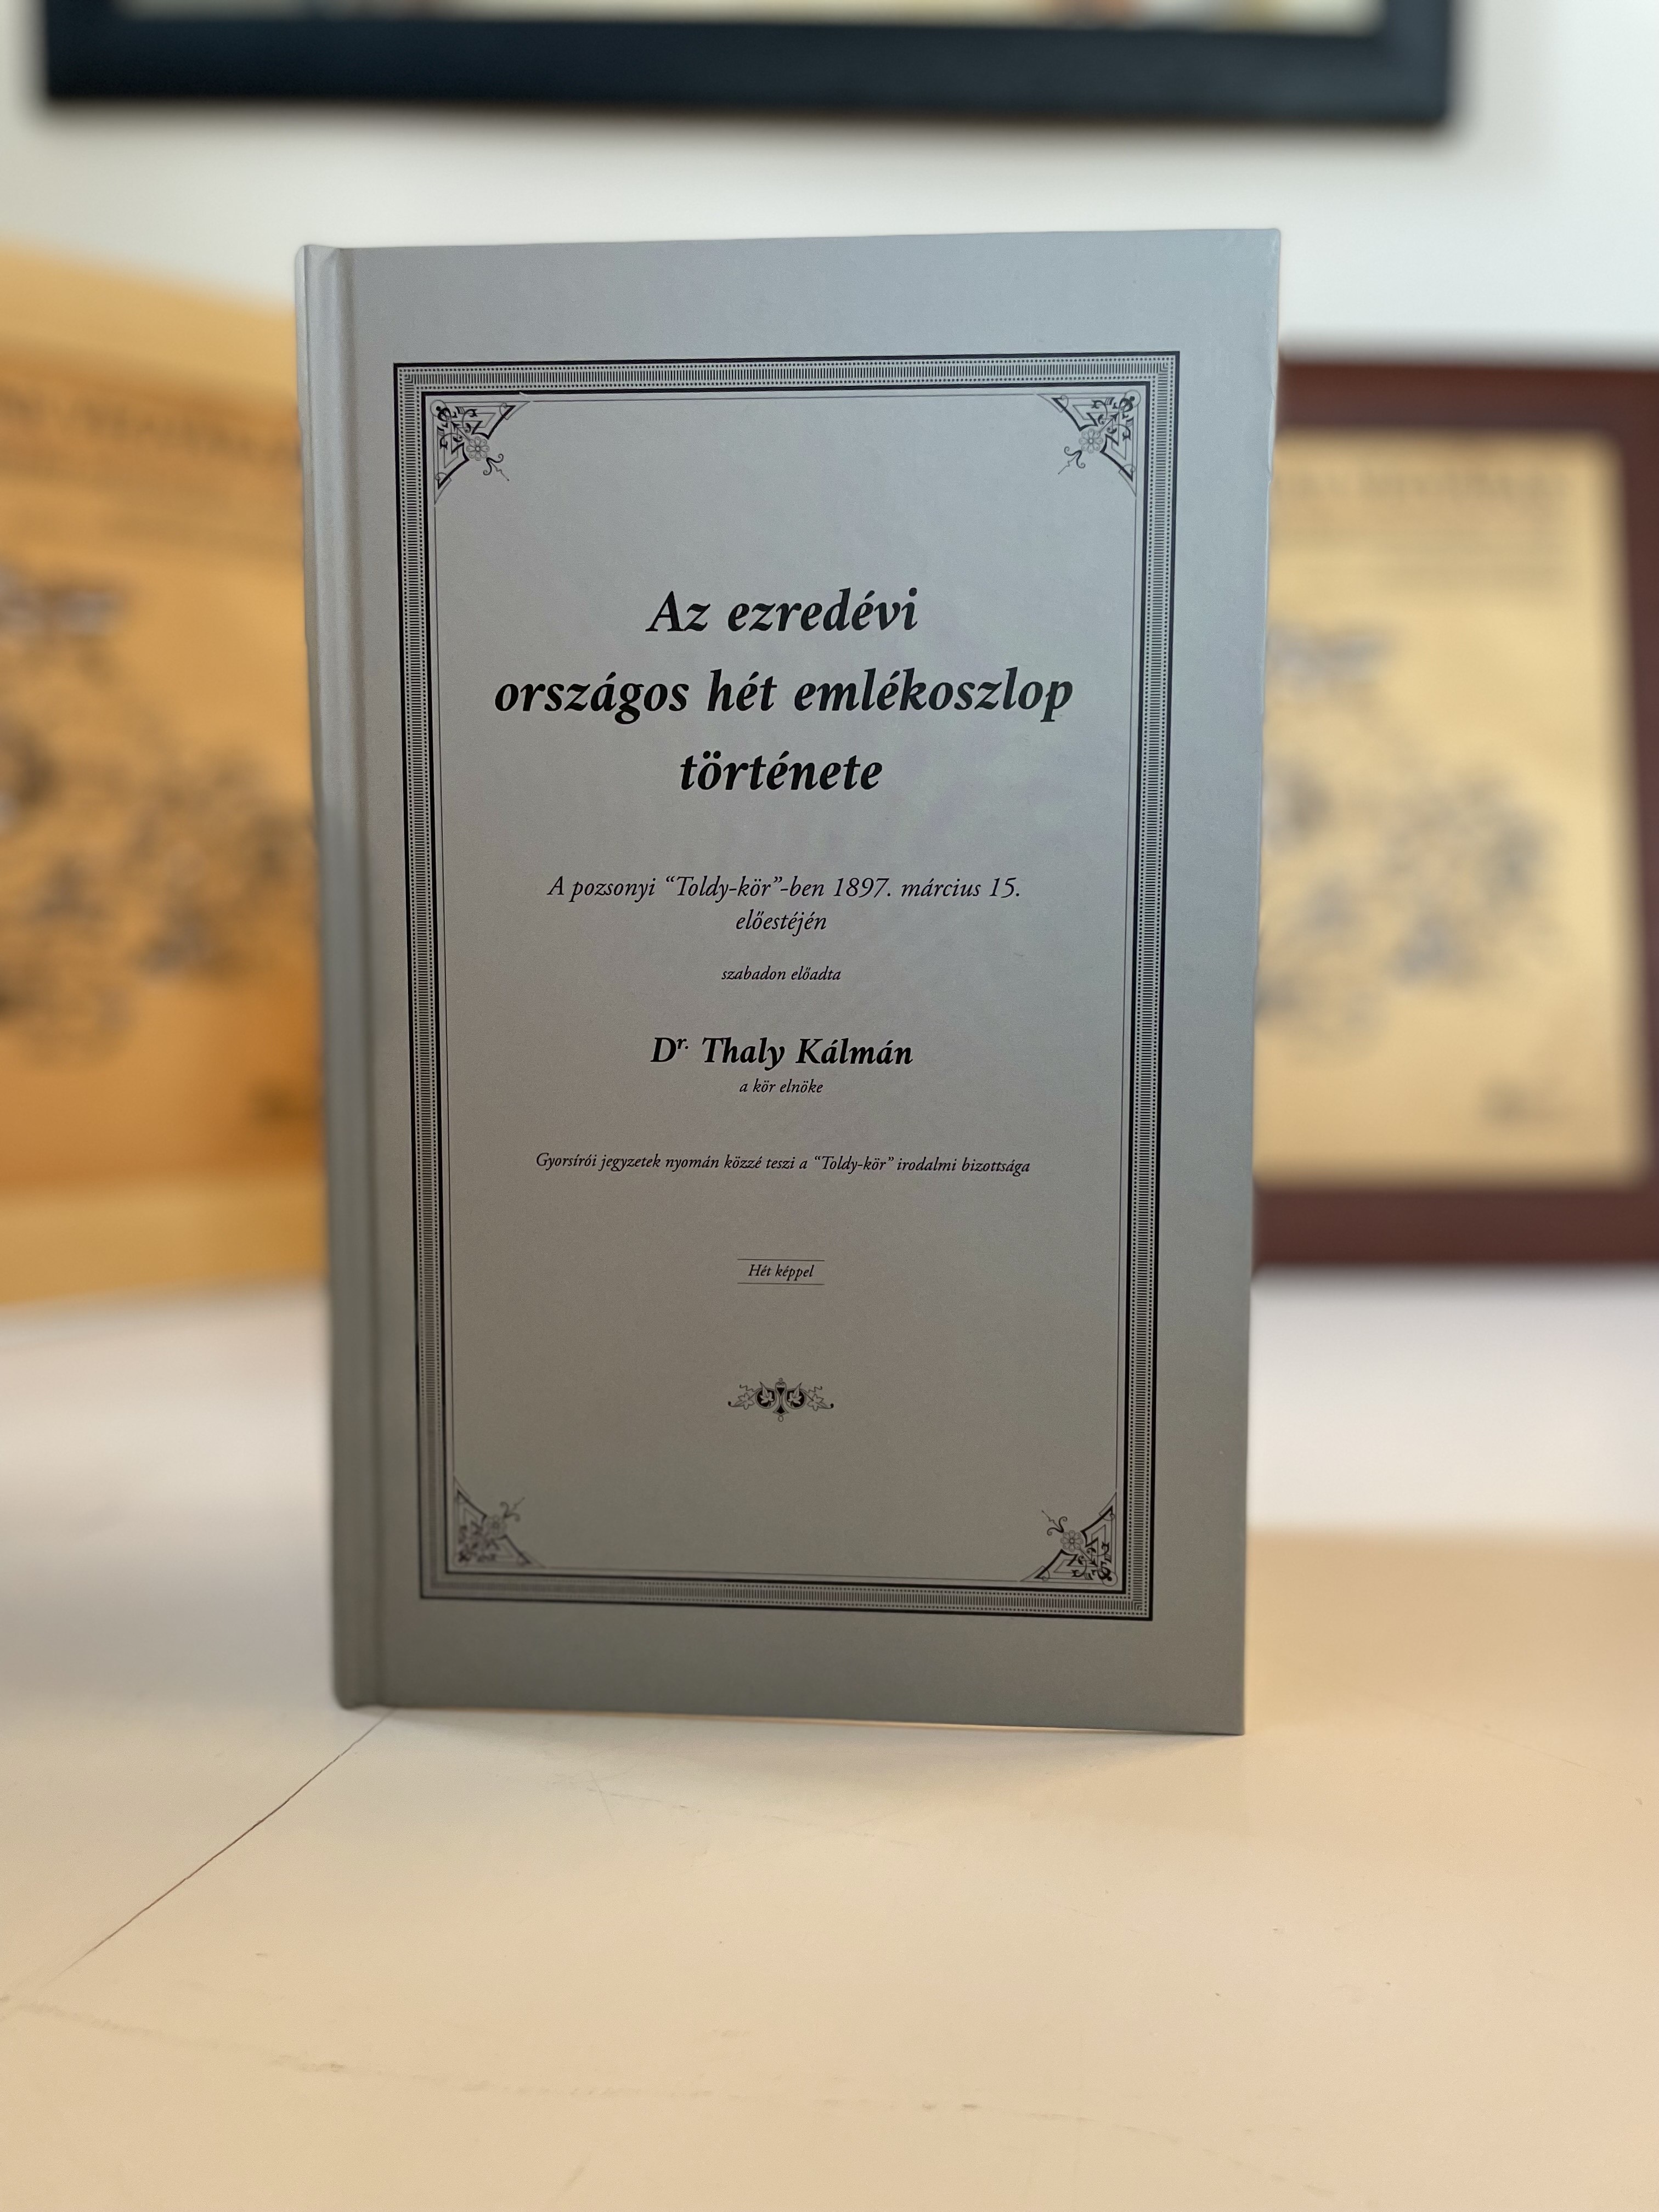 Az ezredévi
országos hét emlékoszlop
története
A pozsonyi “Toldy-kör”-ben 1897. március 15.
előestéjén
szabadon előadta
Dr. Thaly Kálmán
a kör elnöke
Gyorsírói jegyzetek nyomán közzé teszi a “Toldy-kör” irodalmi bizottsága
Hét képpel